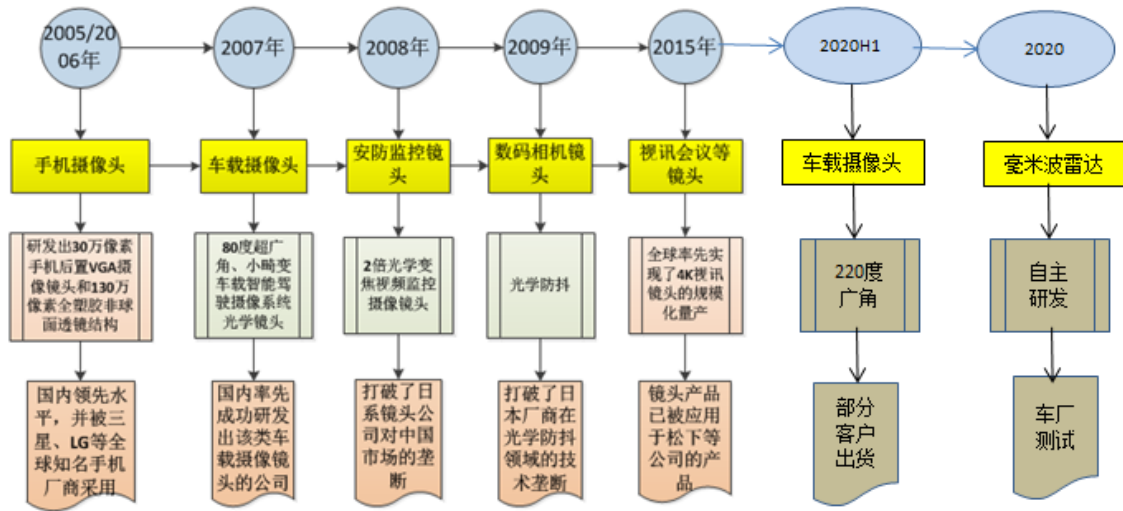 2005/2
06年
2007年
2008年
2009年
2015年
2020H1
2020
手机摄像头
车载摄像头
安防监控镜
头
数码相机镜
头
视讯会议等
镜头
车载摄像头
毫米波雷达
研发出30万像素
手机后置VGA摄
像镜头和130万
像素全塑胶非球
面透镜结构
80度超广
角、小畸变
车载智能驾
驶摄像系统
光学镜头
2倍光学变
焦视频监控
摄像镜头
光学防抖
全球率先实
现了4K视讯
镜头的规模
化量产
220度
广角
自主
研发
国内领先水
平，并被三
星、LG等全
球知名手机
厂商采用
国内率先
成功研发
出该类车
载摄像镜
头的公司
打破了日
系镜头公
司对中国
市场的垄
断
打破了日
本厂商在
光学防抖
领域的技
术垄断
镜头产品
已被应用
于松下等
公司的产
品
部分
客户
出货
车厂
测试